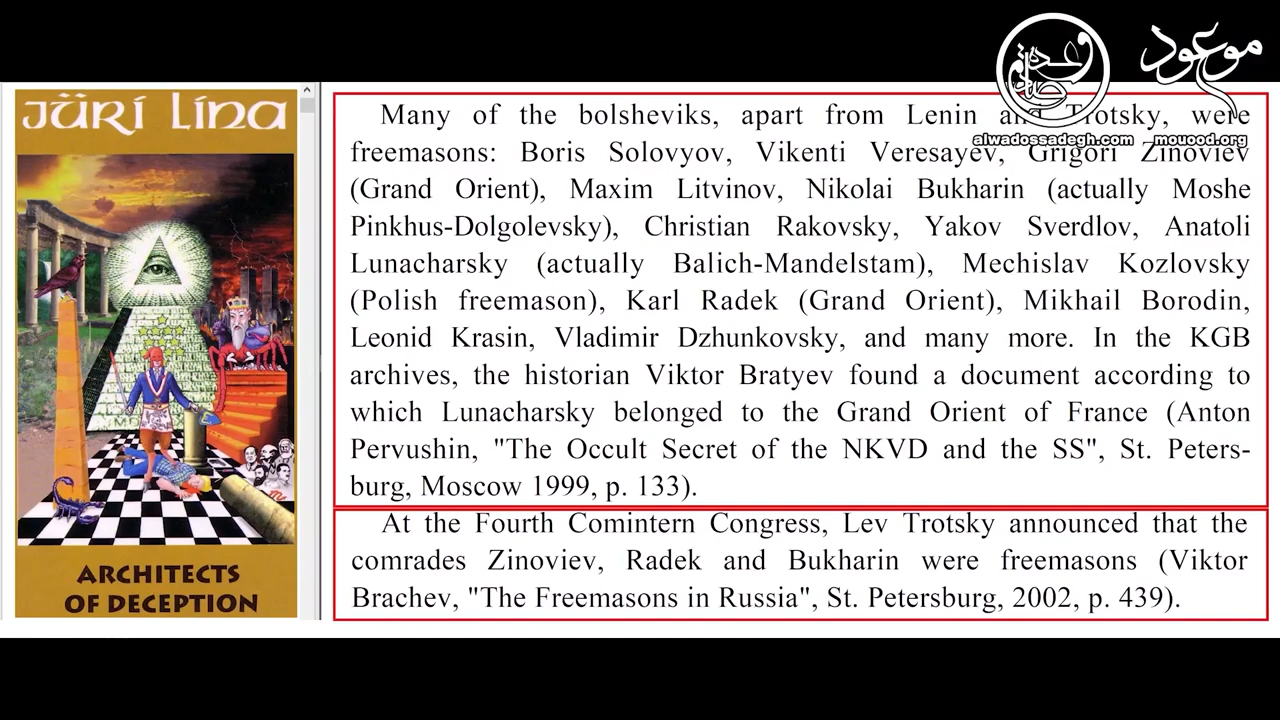 موعود
alwadossadegh.com
mouood.org
JÜRI LINA
ARCHITECTS
OF DECEPTION
Many of the bolsheviks, apart from Lenin and Trotsky, were
freemasons: Boris Solovyov, Vikenti Veresayev, Grigori Zinoviev
(Grand Orient), Maxim Litvinov, Nikolai Bukharin (actually Moshe
Pinkhus-Dolgolevsky), Christian Rakovsky, Yakov Sverdlov, Anatoli
Lunacharsky (actually Balich-Mandelstam), Mechislav Kozlovsky
(Polish freemason), Karl Radek (Grand Orient), Mikhail Borodin,
Leonid Krasin, Vladimir Dzhunkovsky, and many more. In the KGB
archives, the historian Viktor Bratyev found a document according to
which Lunacharsky belonged to the Grand Orient of France (Anton
Pervushin, "The Occult Secret of the NKVD and the SS", St. Peters-
burg, Moscow 1999, p. 133).
At the Fourth Comintern Congress, Lev Trotsky announced that the
comrades Zinoviev, Radek and Bukharin were freemasons (Viktor
Brachev, "The Freemasons in Russia", St. Petersburg, 2002, p. 439).